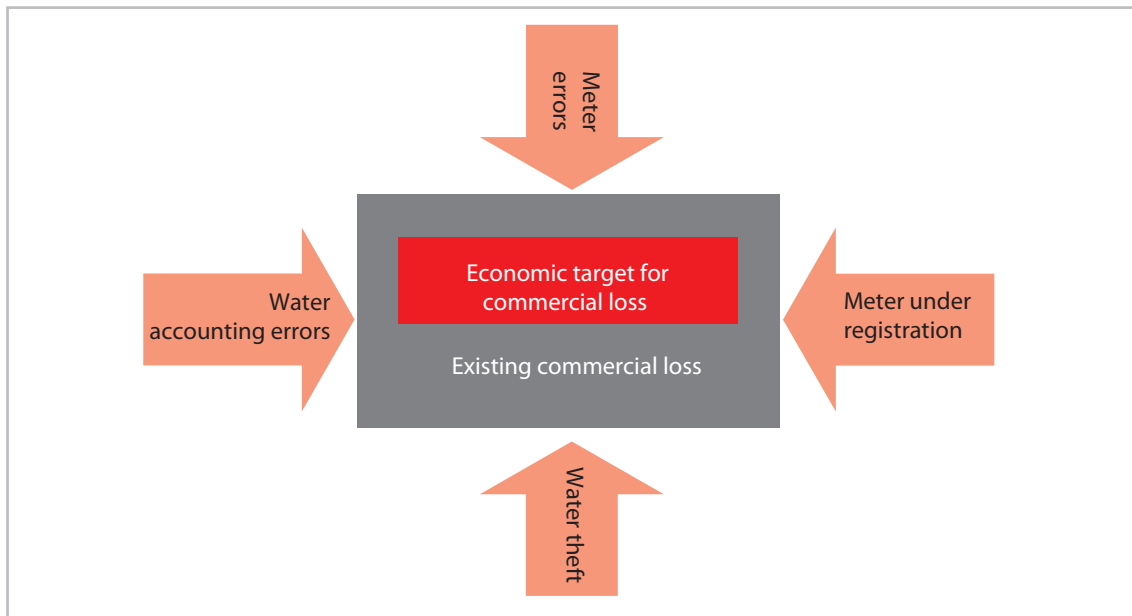 Meter
errors
Economic target for
commercial loss
Water
accounting errors
Meter under
registration
Existing commercial loss
Water theft